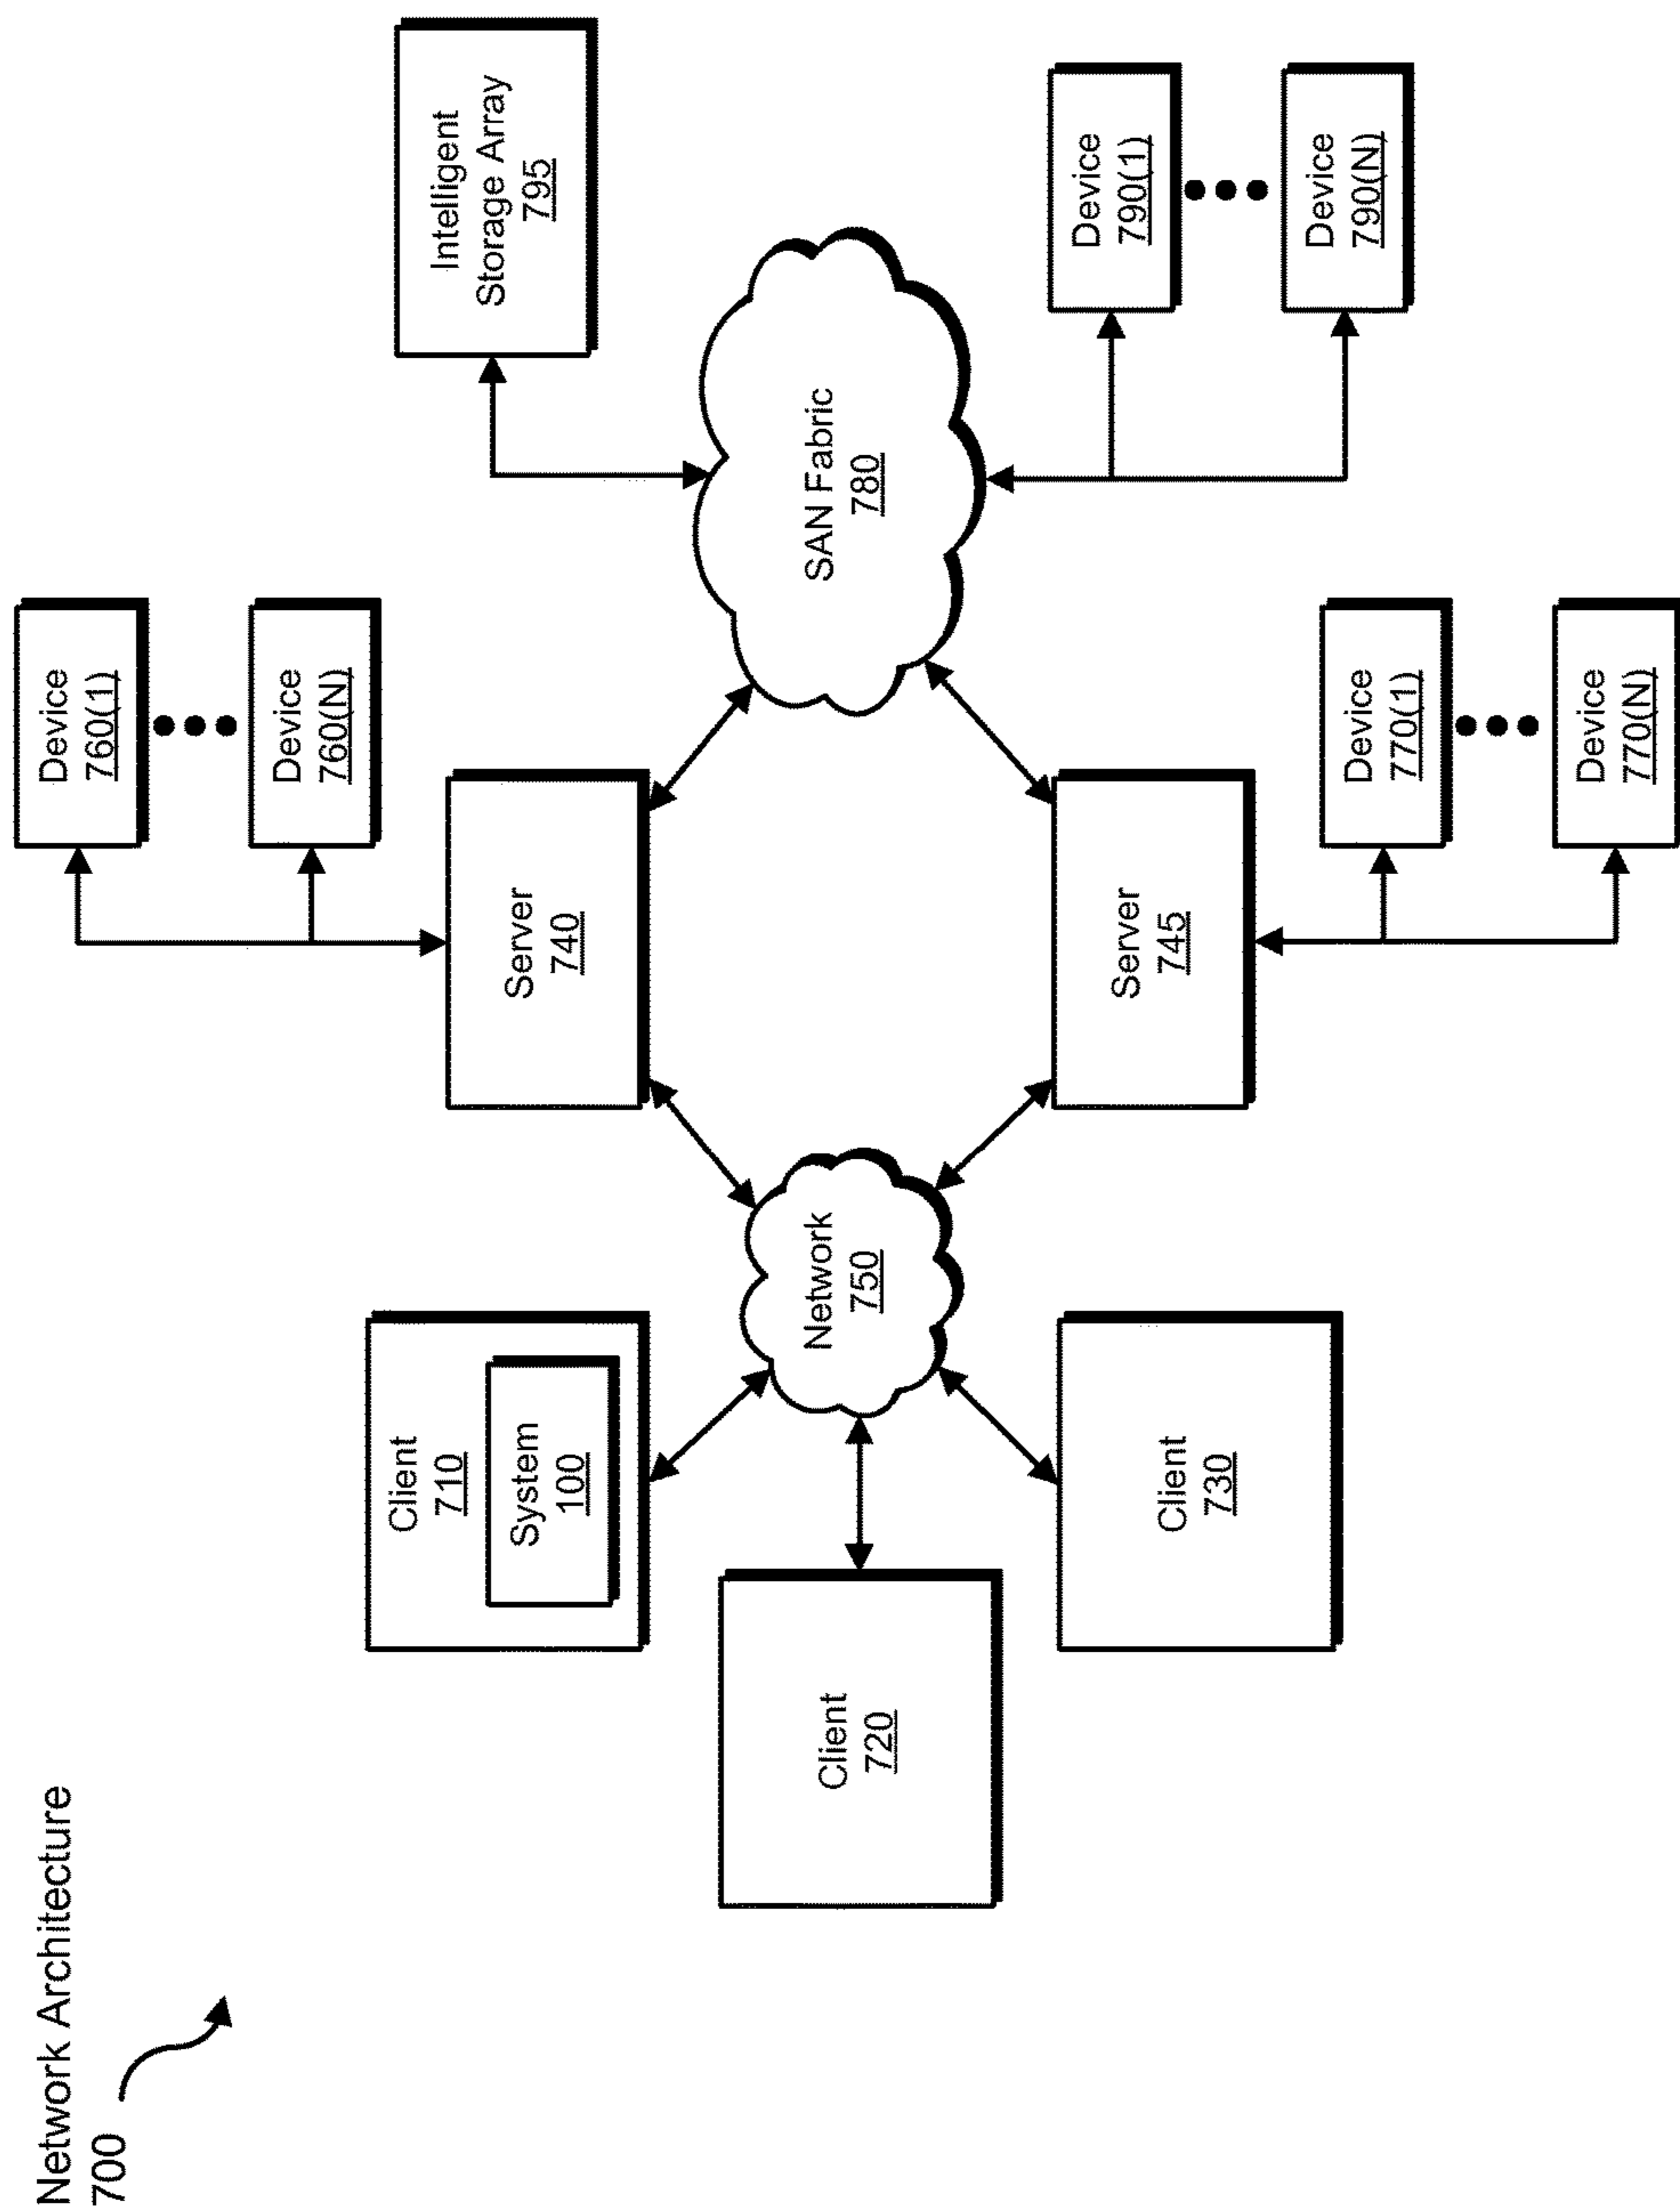 Network Architecture
700
Client
710
System
100
Client
720
Client
730
Network
750
Server
740
Server
745
Device
760(1)
Device
760(N)
Device
770(1)
Device
770(N)
SAN Fabric
780
Intelligent
Storage Array
795
Device
790(1)
Device
790(N)